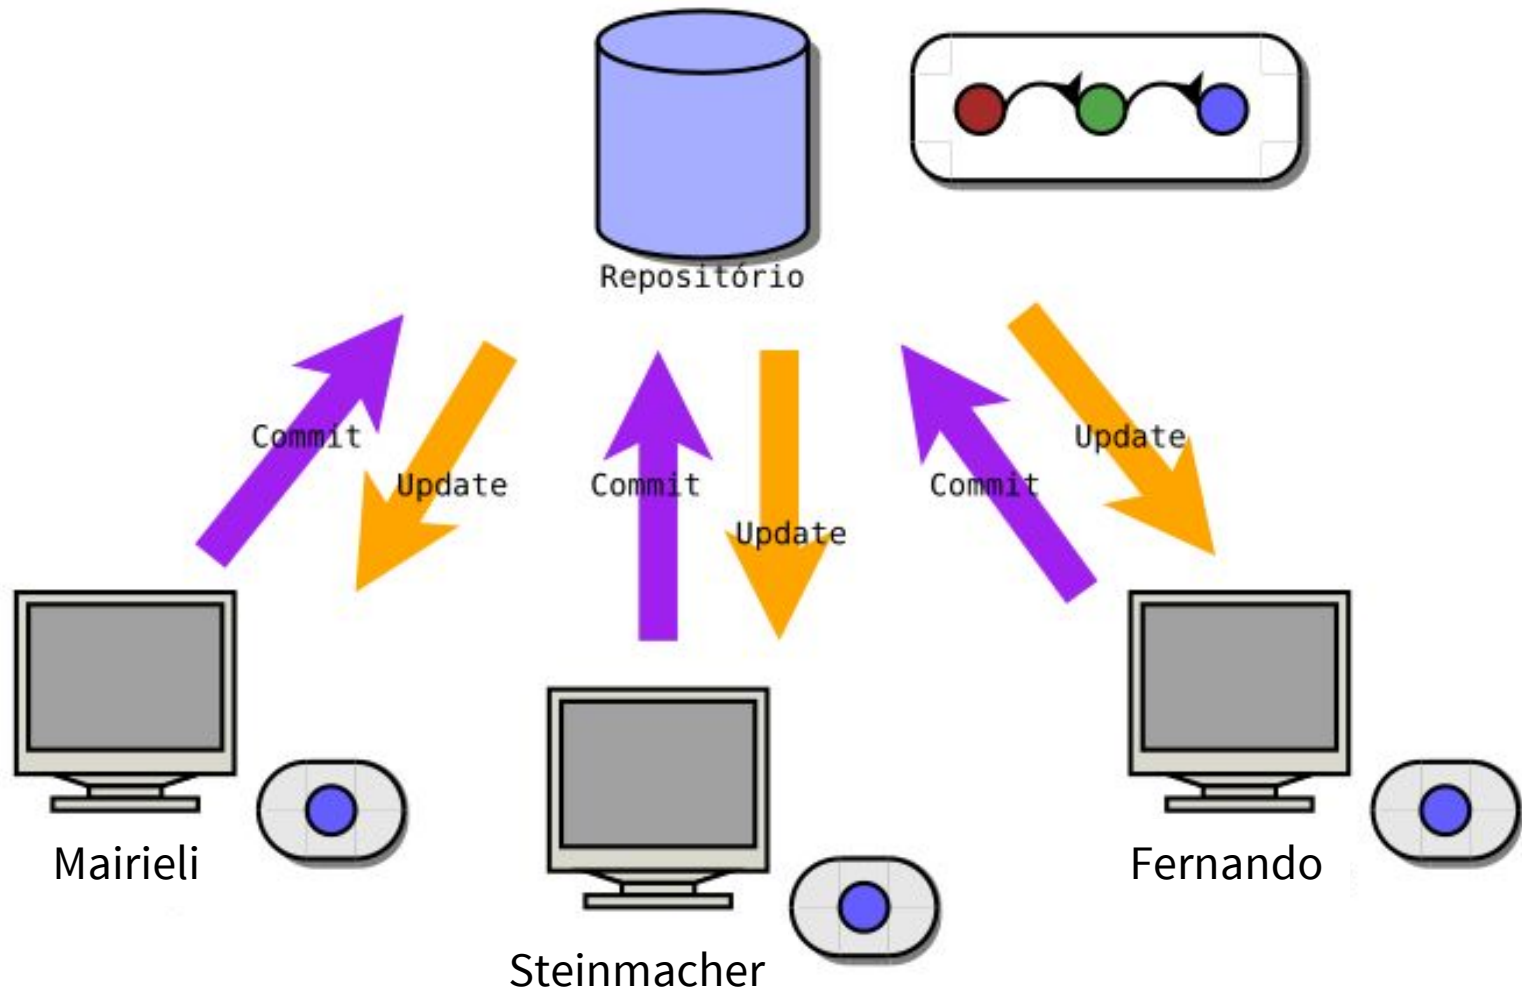 Repositório
Commit
Update
Commit
Update
Commit
Update
Mairieli
Steinmacher
Fernando